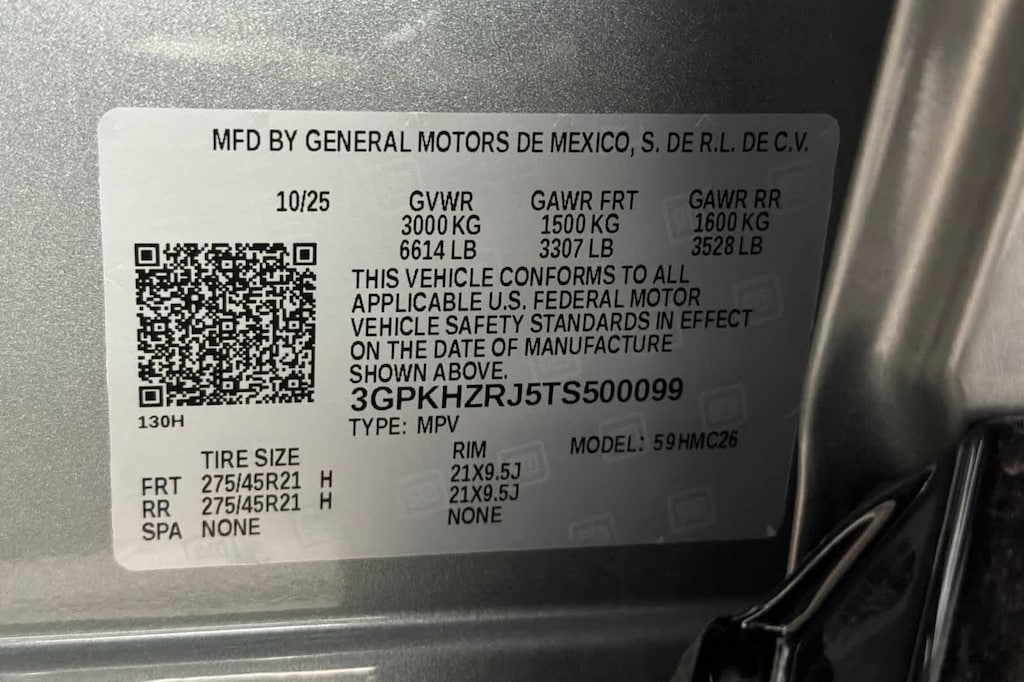 MFD BY GENERAL MOTORS DE MEXICO, S. DE R.L. DE C.V.
10/25 GVWR GAWR FRT GAWR RR
3000 KG 1500 KG 1600 KG
6614 LB 3307 LB 3528 LB
THIS VEHICLE CONFORMS TO ALL
APPLICABLE U.S. FEDERAL MOTOR
VEHICLE SAFETY STANDARDS IN EFFECT
ON THE DATE OF MANUFACTURE
SHOWN ABOVE.
3GPKHZRJ5TS500099
130H
TYPE: MPV MODEL: 59HMC26
TIRE SIZE RIM
FRT 275/45R21 H 21X9.5J
RR 275/45R21 H 21X9.5J
SPA NONE NONE